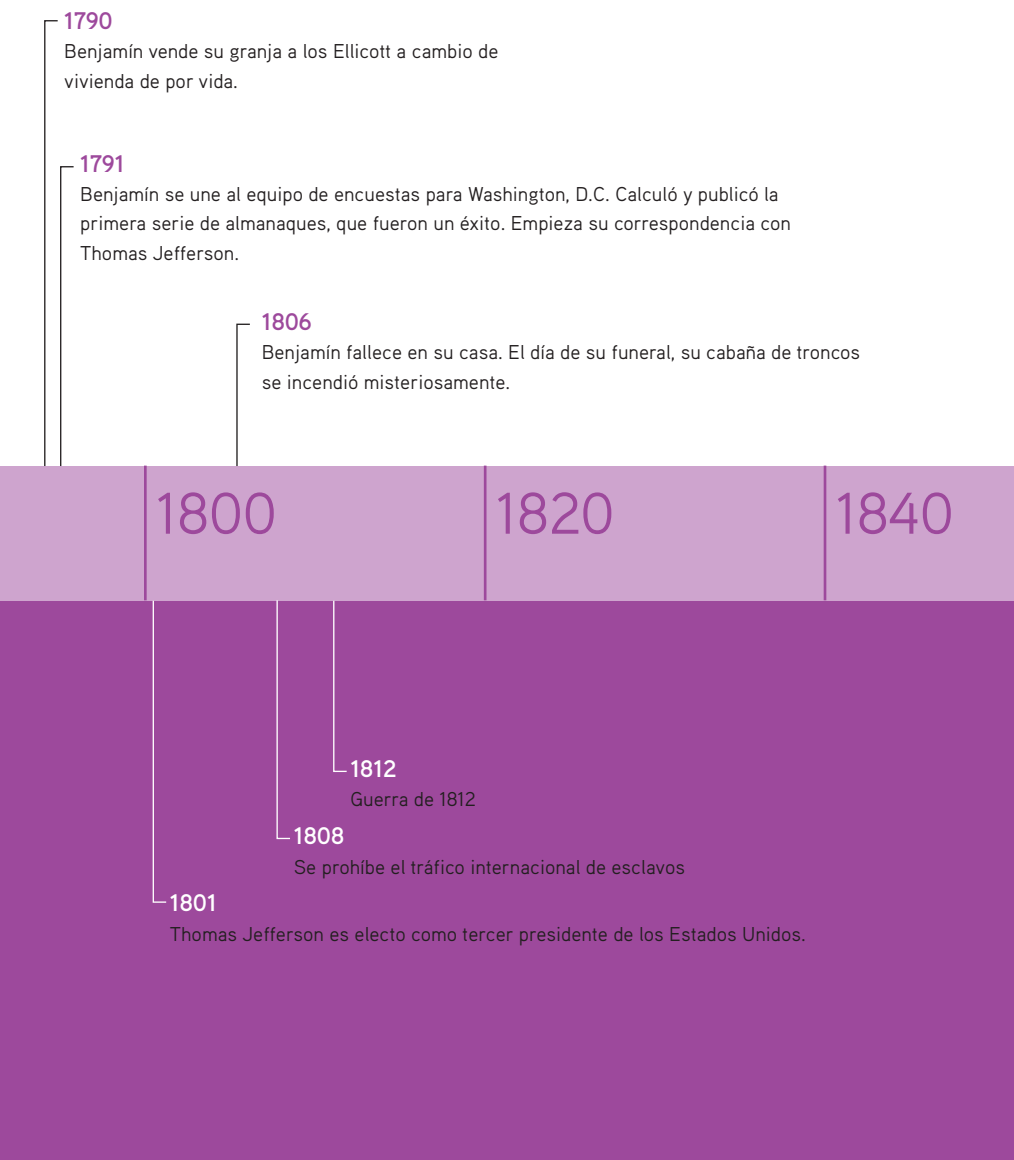 1790
Benjamín vende su granja a los Ellicott a cambio de
vivienda de por vida.
1791
Benjamín se une al equipo de encuestas para Washington, D.C. Calculó y publicó la
primera serie de almanaques, que fueron un éxito. Empieza su correspondencia con
Thomas Jefferson.
1806
Benjamín fallece en su casa. El día de su funeral, su cabaña de troncos
se incendió misteriosamente.
1800
1820
1840
1812
Guerra de 1812
1808
Se prohíbe el tráfico internacional de esclavos
1801
Thomas Jefferson es electo como tercer presidente de los Estados Unidos.